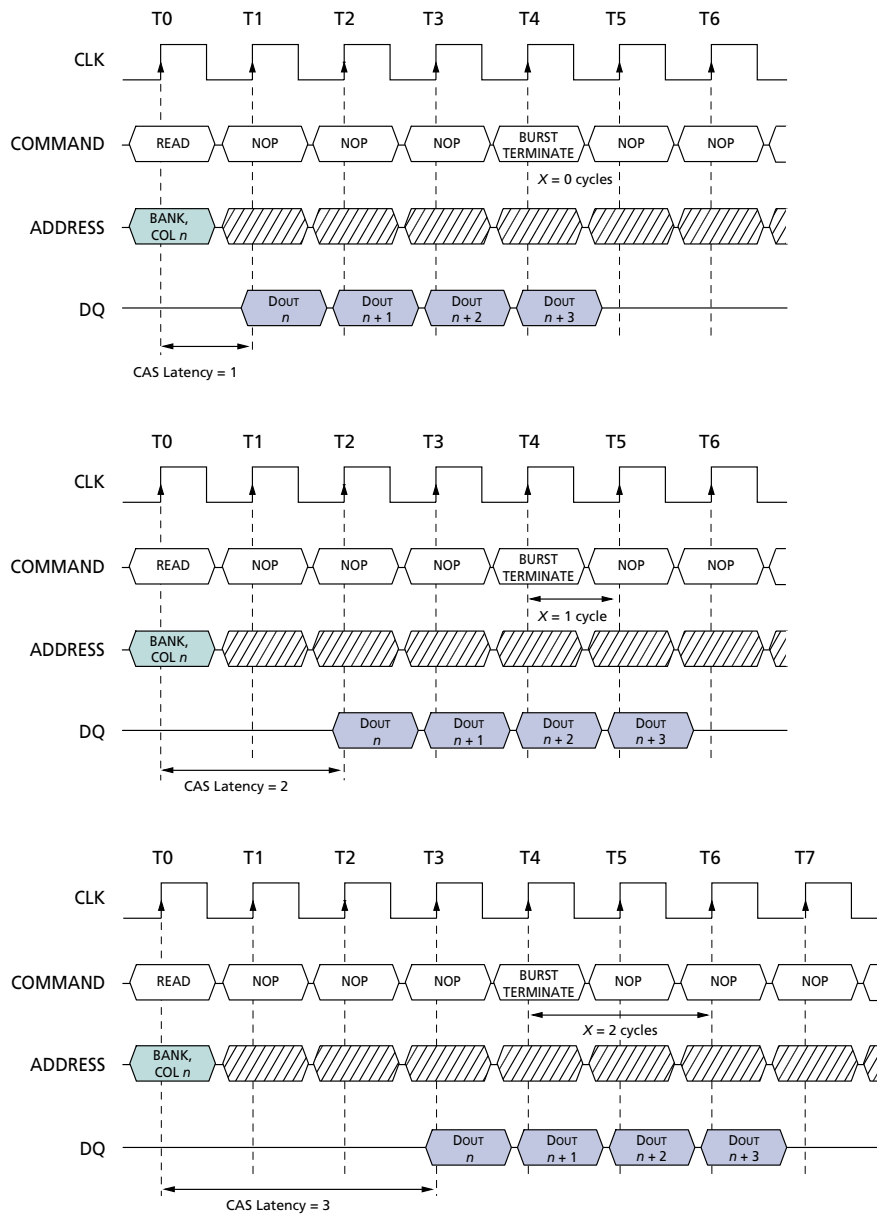 T0 T1 T2 T3 T4 T5 T6
CLK
COMMAND READ NOP NOP NOP BURST TERMINATE NOP NOP
X = 0 cycles
ADDRESS BANK, COL n
DQ DOUT n DOUT n + 1 DOUT n + 2 DOUT n + 3
CAS Latency = 1
T0 T1 T2 T3 T4 T5 T6
CLK
COMMAND READ NOP NOP NOP BURST TERMINATE NOP NOP
X = 1 cycle
ADDRESS BANK, COL n
DQ DOUT n DOUT n + 1 DOUT n + 2 DOUT n + 3
CAS Latency = 2
T0 T1 T2 T3 T4 T5 T6 T7
CLK
COMMAND READ NOP NOP NOP BURST TERMINATE NOP NOP NOP
X = 2 cycles
ADDRESS BANK, COL n
DQ DOUT n DOUT n + 1 DOUT n + 2 DOUT n + 3
CAS Latency = 3